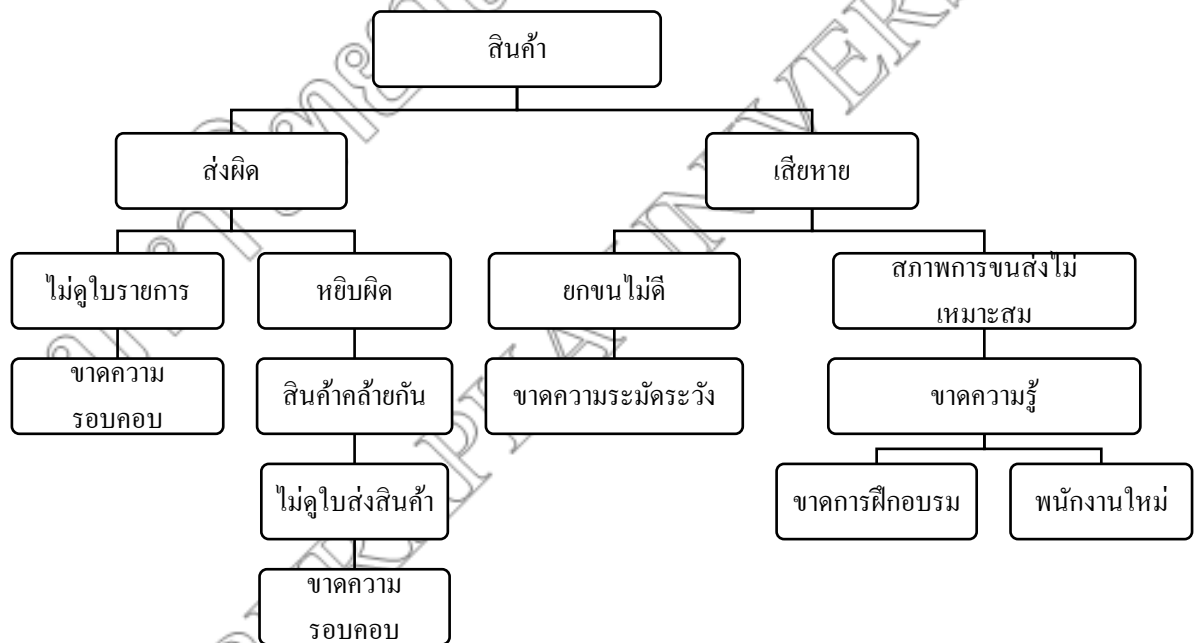 สินค้า
ส่งผิด
เสียหาย
ไม่ดูใบรายการ
หยิบผิด
ยกขนไม่ดี
สภาพการขนส่งไม่
เหมาะสม
ขาดความ
รอบคอบ
สินค้าคล้ายกัน
ขาดความระมัดระวัง
ขาดความรู้
ไม่ดูใบส่งสินค้า
ขาดการฝึกอบรม
พนักงานใหม่
ขาดความ
รอบคอบ